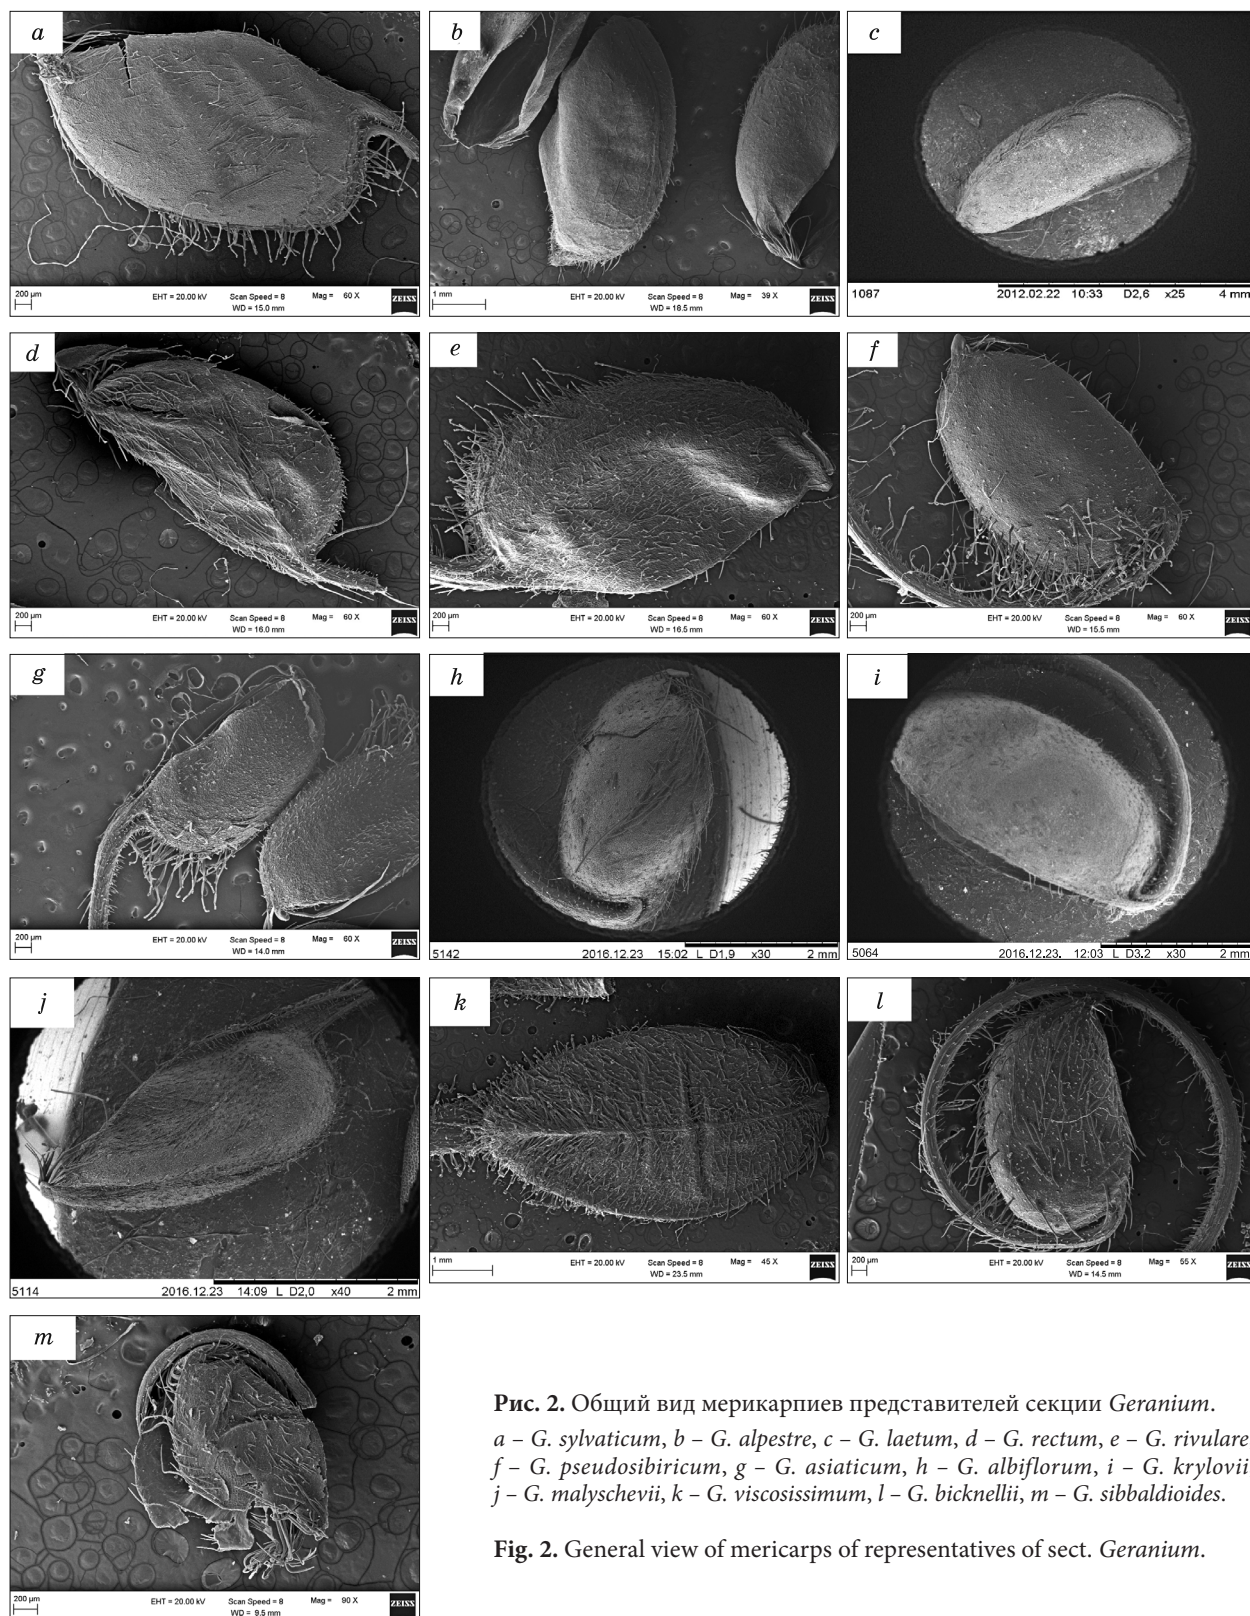 a
b
c
200 µm
EHT = 20.00 kV
Scan Speed = 8
Mag = 60 X
WD = 15.0 mm
ZEISS
1 mm
EHT = 20.00 kV
Scan Speed = 8
Mag = 39 X
WD = 18.5 mm
ZEISS
1087 2012.02.22 10:33 D2,6 x25 4 mm
d
e
f
200 µm
EHT = 20.00 kV
Scan Speed = 8
Mag = 60 X
WD = 16.0 mm
ZEISS
200 µm
EHT = 20.00 kV
Scan Speed = 8
Mag = 60 X
WD = 16.5 mm
ZEISS
200 µm
EHT = 20.00 kV
Scan Speed = 8
Mag = 60 X
WD = 15.5 mm
ZEISS
g
h
i
200 µm
EHT = 20.00 kV
Scan Speed = 8
Mag = 60 X
WD = 14.0 mm
ZEISS
5142 2016.12.23 15:02 L D1,9 x30 2 mm
5064 2016.12.23. 12:03 L D3.2 x30 2 mm
j
k
l
5114 2016.12.23 14:09 L D2,0 x40 2 mm
1 mm
EHT = 20.00 kV
Scan Speed = 8
Mag = 45 X
WD = 23.5 mm
ZEISS
200 µm
EHT = 20.00 kV
Scan Speed = 8
Mag = 55 X
WD = 14.5 mm
ZEISS
m
200 µm
EHT = 20.00 kV
Scan Speed = 8
Mag = 90 X
WD = 9.5 mm
ZEISS
Рис. 2. Общий вид мерикарпиев представителей секции Geranium.
a – G. sylvaticum, b – G. alpestre, c – G. laetum, d – G. rectum, e – G. rivulare
f – G. pseudosibiricum, g – G. asiaticum, h – G. albiflorum, i – G. krylovii
j – G. malyschevii, k – G. viscosissimum, l – G. bicknellii, m – G. sibbaldioides.
Fig. 2. General view of mericarps of representatives of sect. Geranium.